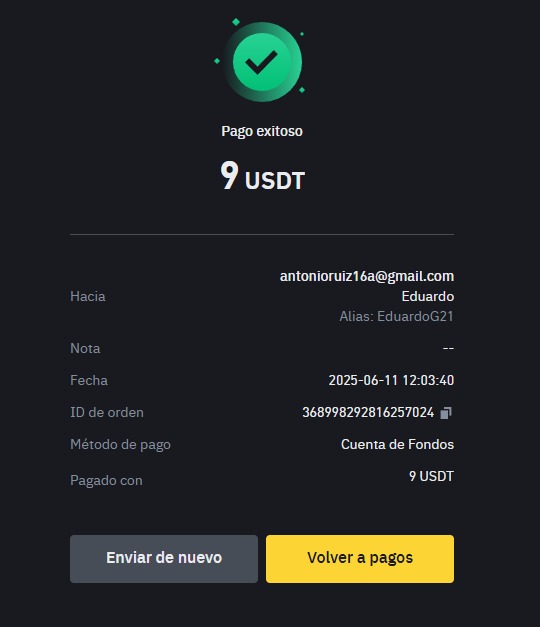 Pago exitoso
9 USDT
Hacia
antonioruiz16a@gmail.com
Eduardo
Alias: EduardoG21
Nota --
Fecha 2025-06-11 12:03:40
ID de orden 368998292816257024
Método de pago Cuenta de Fondos
Pagado con 9 USDT
Enviar de nuevo Volver a pagos